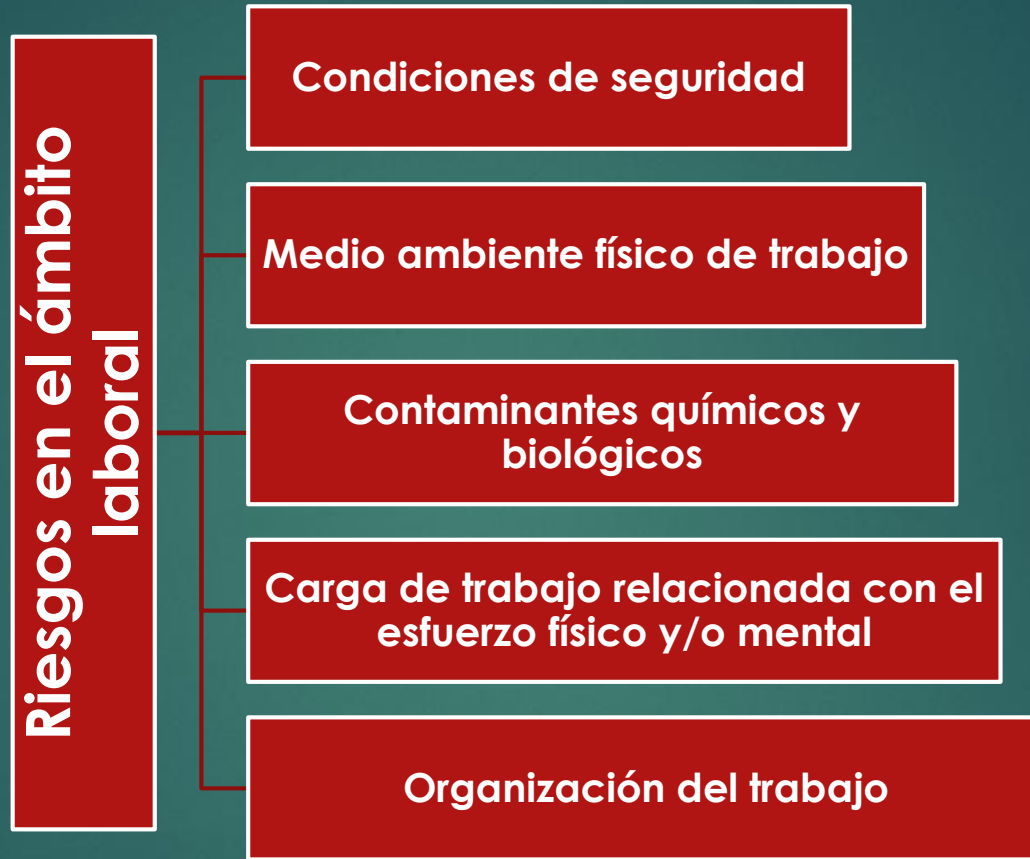 Riesgos en el ámbito
laboral
Condiciones de seguridad
Medio ambiente físico de trabajo
Contaminantes químicos y
biológicos
Carga de trabajo relacionada con el
esfuerzo físico y/o mental
Organización del trabajo